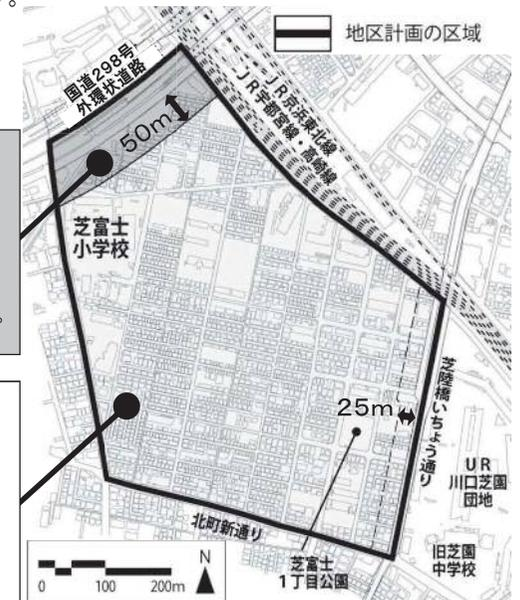 。
地区計画の区域
国道298号
外環状道路
JR京浜東北線
JR宇都宮線・高崎線
50m
芝富士
小学校
。
25m
芝陸橋いちょう通り
UR
川口芝園
団地
北町新通り
芝富士
1丁目公園
旧芝園
中学校
N
0 100 200m